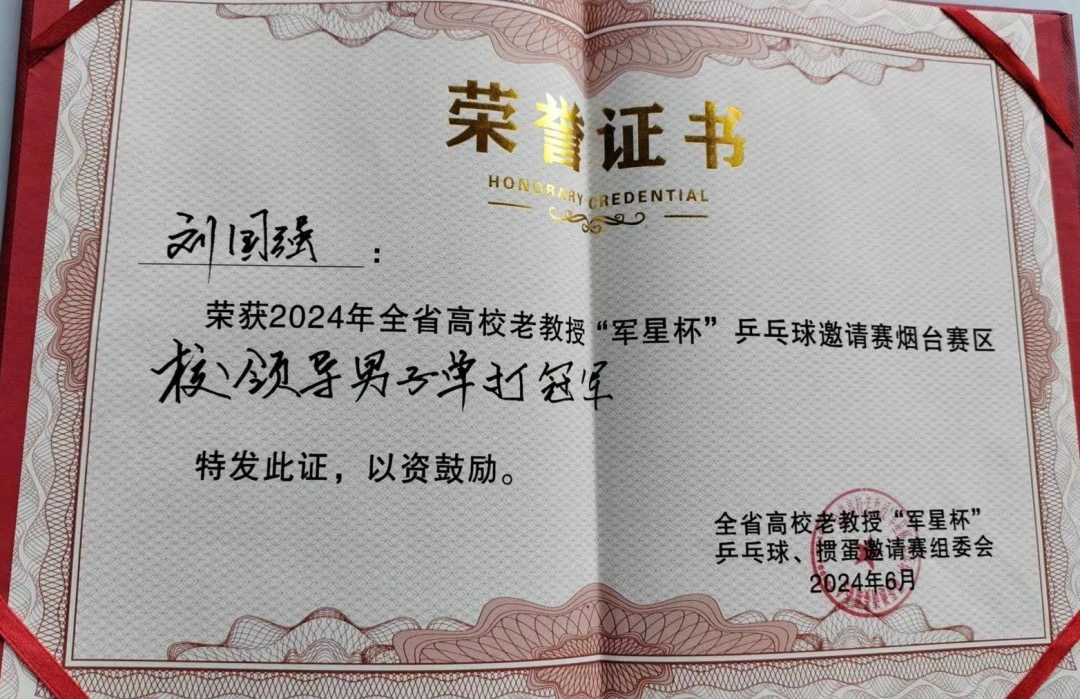 荣誉证书
HONORARY CREDENTIAL
刘国强：
荣获2024年全省高校老教授“军星杯”乒乓球邀请赛烟台赛区
校领导男子单打冠军
特发此证，以资鼓励。
全省高校老教授“军星杯”
乒乓球、掼蛋邀请赛组委会
2024年6月